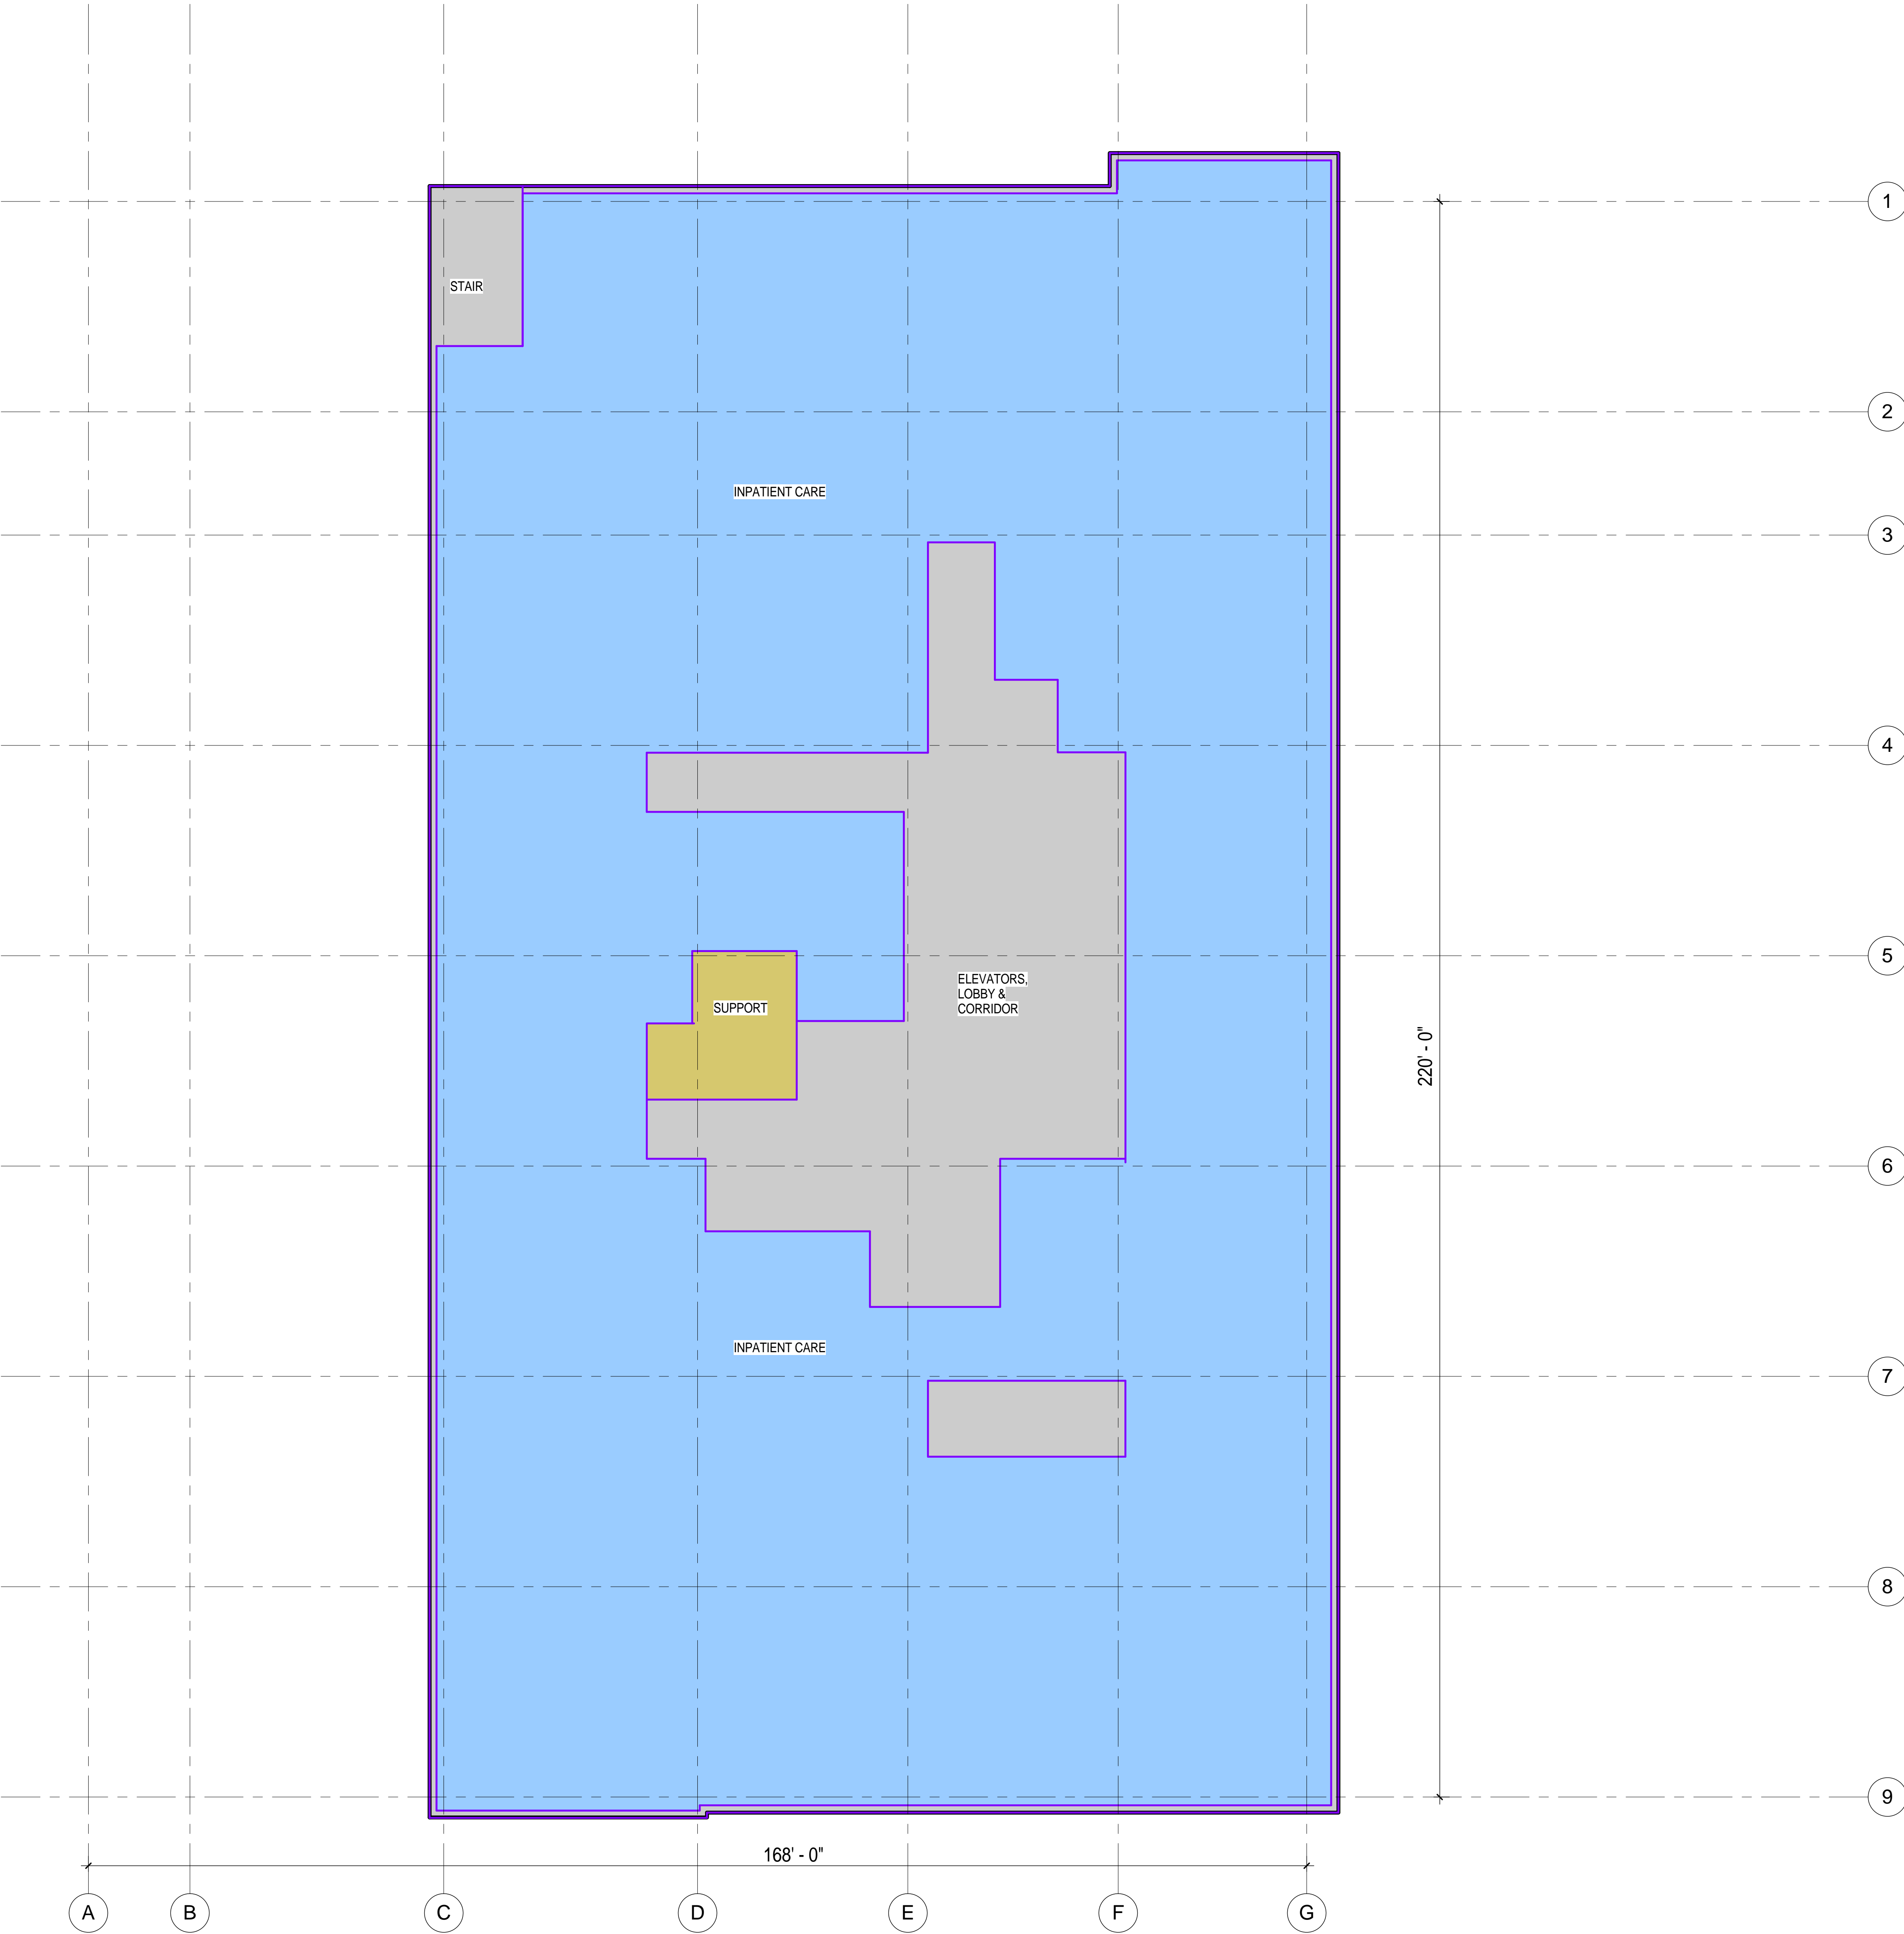 1
STAIR
2
INPATIENT CARE
3
4
5
ELEVATORS,
LOBBY &
CORRIDOR
SUPPORT
220' - 0"
6
INPATIENT CARE
7
8
9
168' - 0"
A
B
C
D
E
F
G